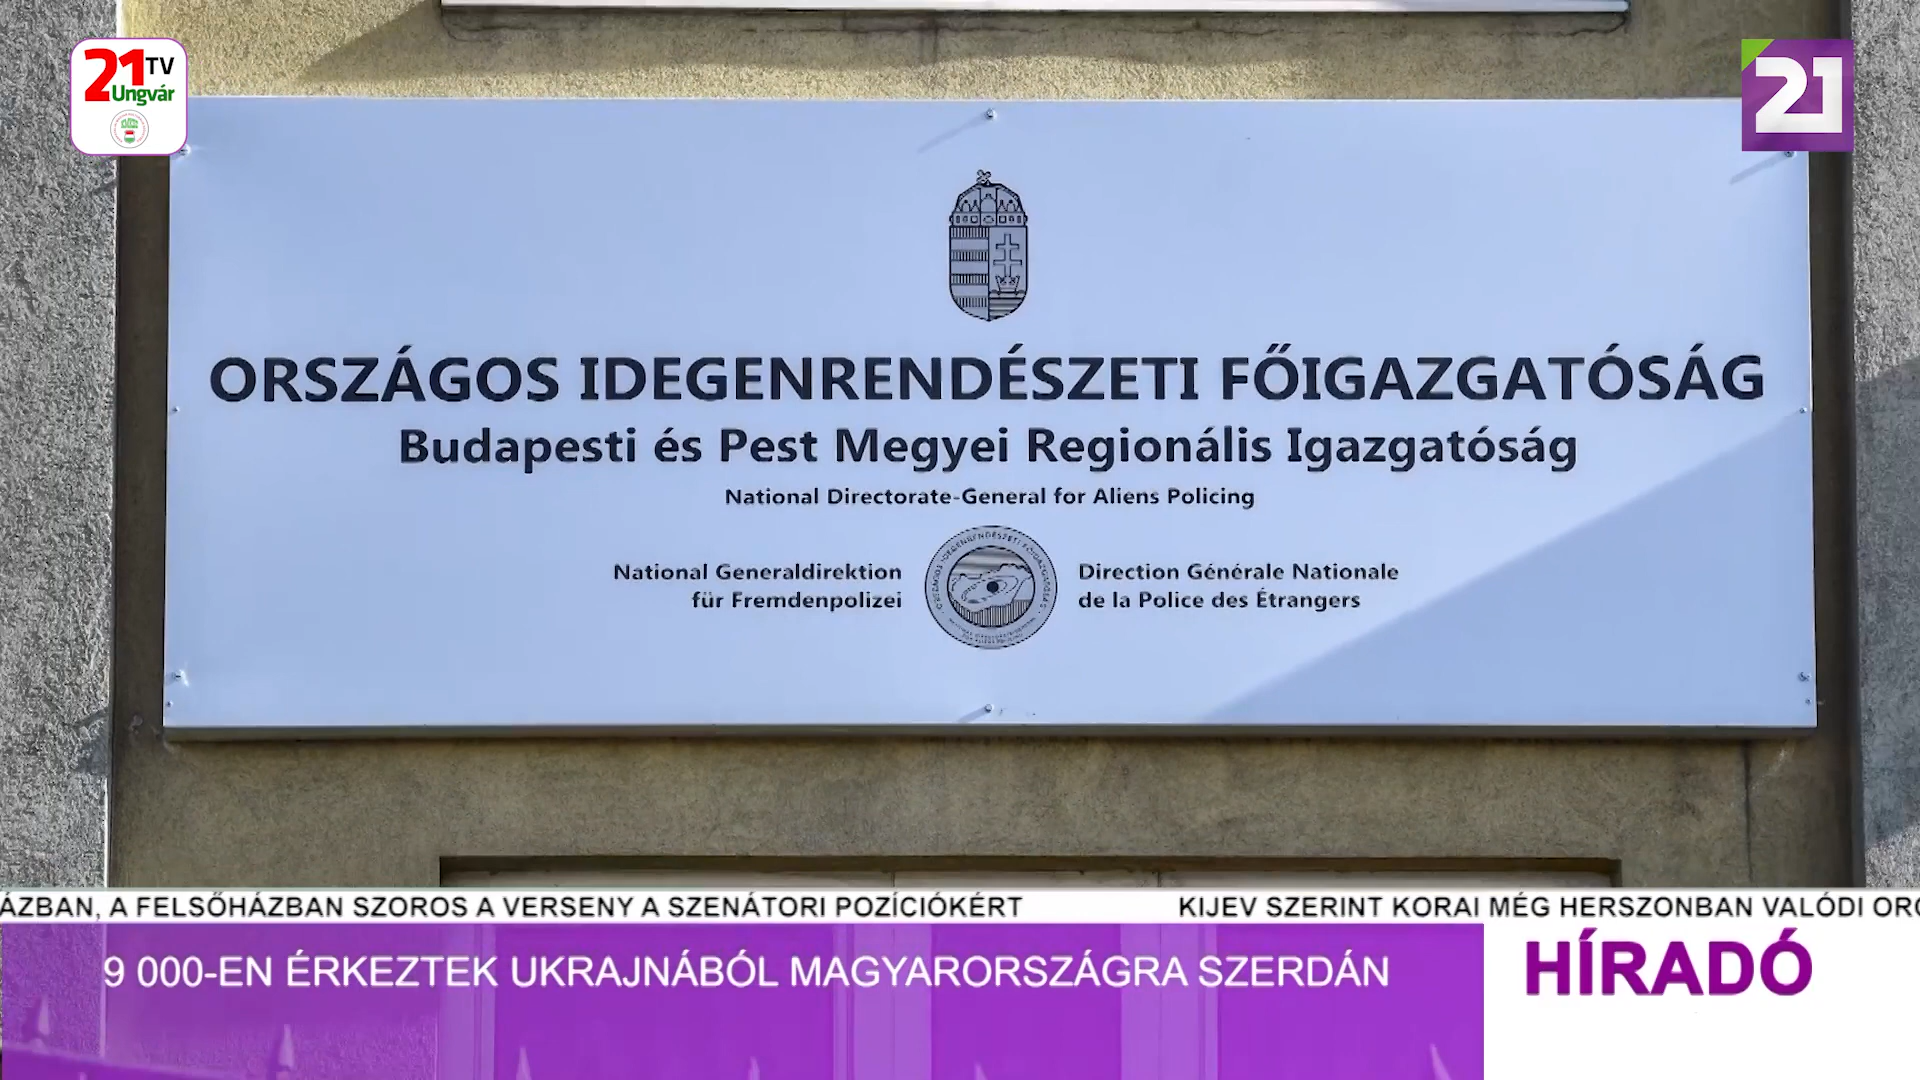 21 TV
Ungvár
21
ORSZÁGOS IDEGENRENDÉSZETI FŐIGAZGATÓSÁG
Budapesti és Pest Megyei Regionális Igazgatóság
National Directorate-General for Aliens Policing
National Generaldirektion
für Fremdenpolizei
Direction Générale Nationale
de la Police des Étrangers
ÁZBAN, A FELSŐHÁZBAN SZOROS A VERSENY A SZENÁTORI POZÍCIÓKÉRT
KIJEV SZERINT KORAI MÉG HERSZONBAN VALÓDI
9 000-EN ÉRKEZTEK UKRAJNÁBÓL MAGYARORSZÁGRA SZERDÁN
HÍRADÓ